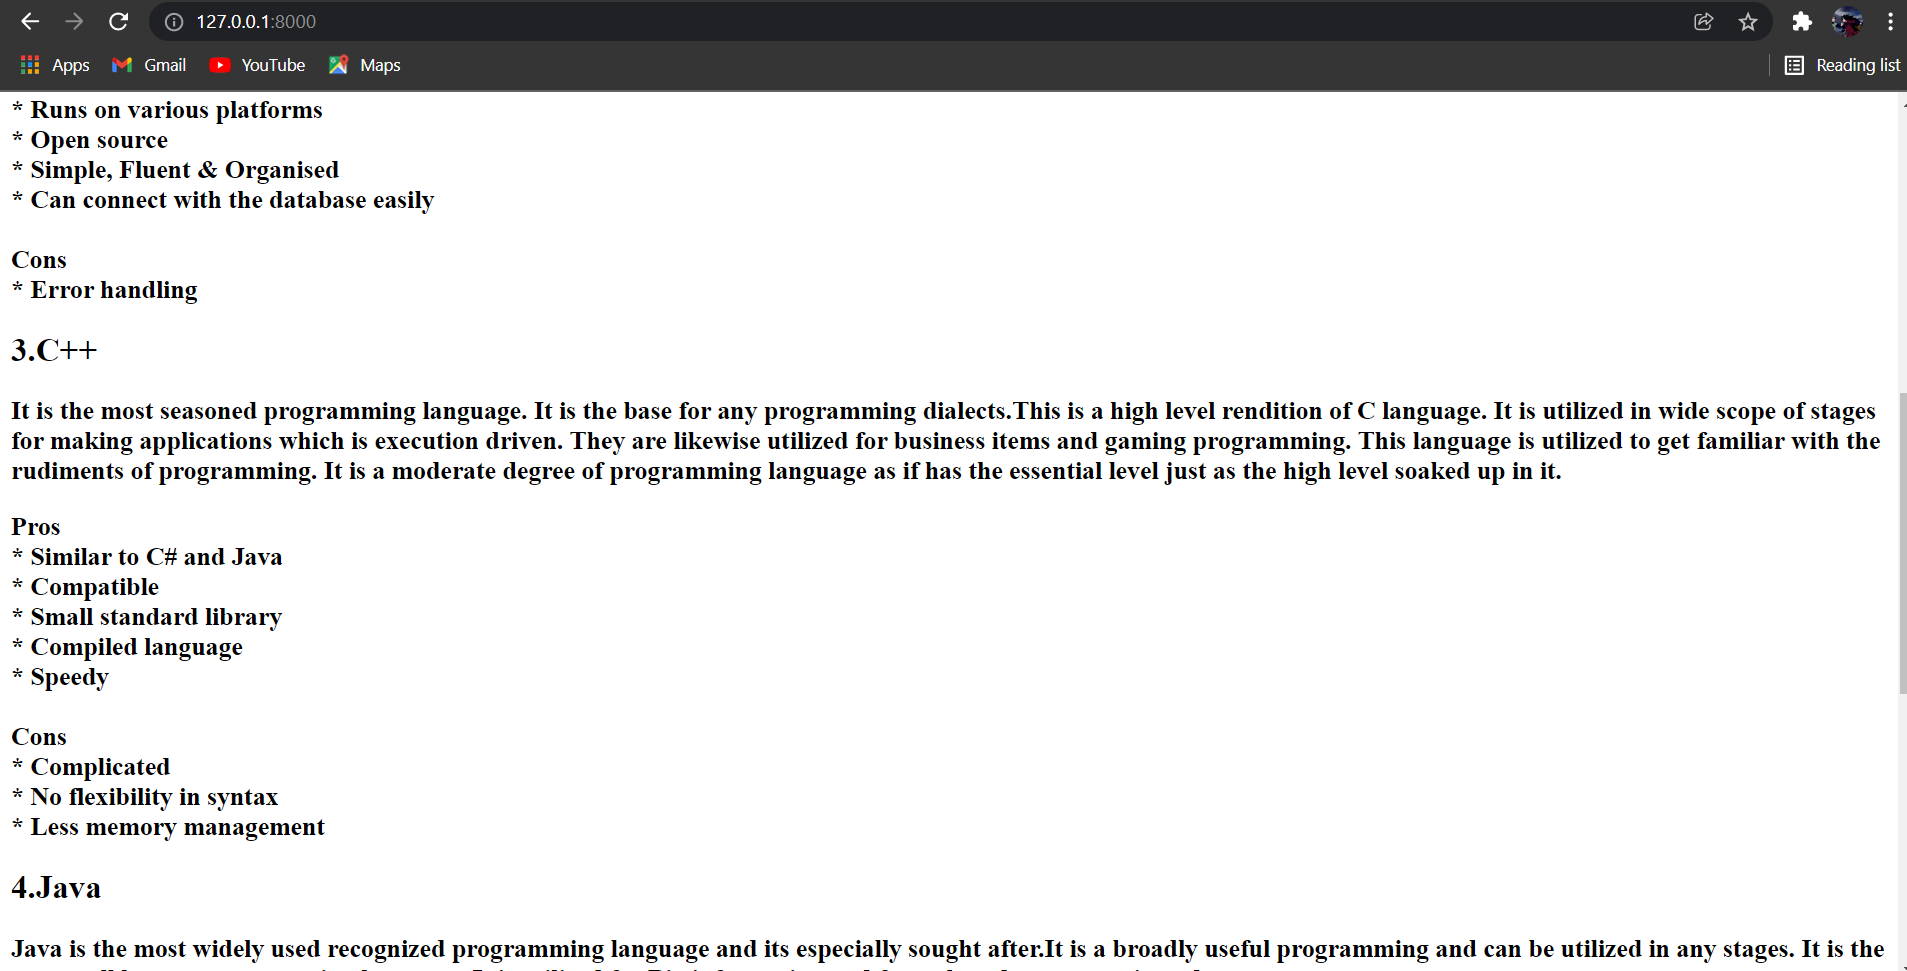 127.0.0.1:8000
Apps Gmail YouTube Maps Reading list
* Runs on various platforms
* Open source
* Simple, Fluent & Organised
* Can connect with the database easily
Cons
* Error handling
3.C++
It is the most seasoned programming language. It is the base for any programming dialects.This is a high level rendition of C language. It is utilized in wide scope of stages
for making applications which is execution driven. They are likewise utilized for business items and gaming programming. This language is utilized to get familiar with the
rudiments of programming. It is a moderate degree of programming language as if has the essential level just as the high level soaked up in it.
Pros
* Similar to C# and Java
* Compatible
* Small standard library
* Compiled language
* Speedy
Cons
* Complicated
* No flexibility in syntax
* Less memory management
4.Java
Java is the most widely used recognized programming language and its especially sought after.It is a broadly useful programming and can be utilized in any stages. It is the